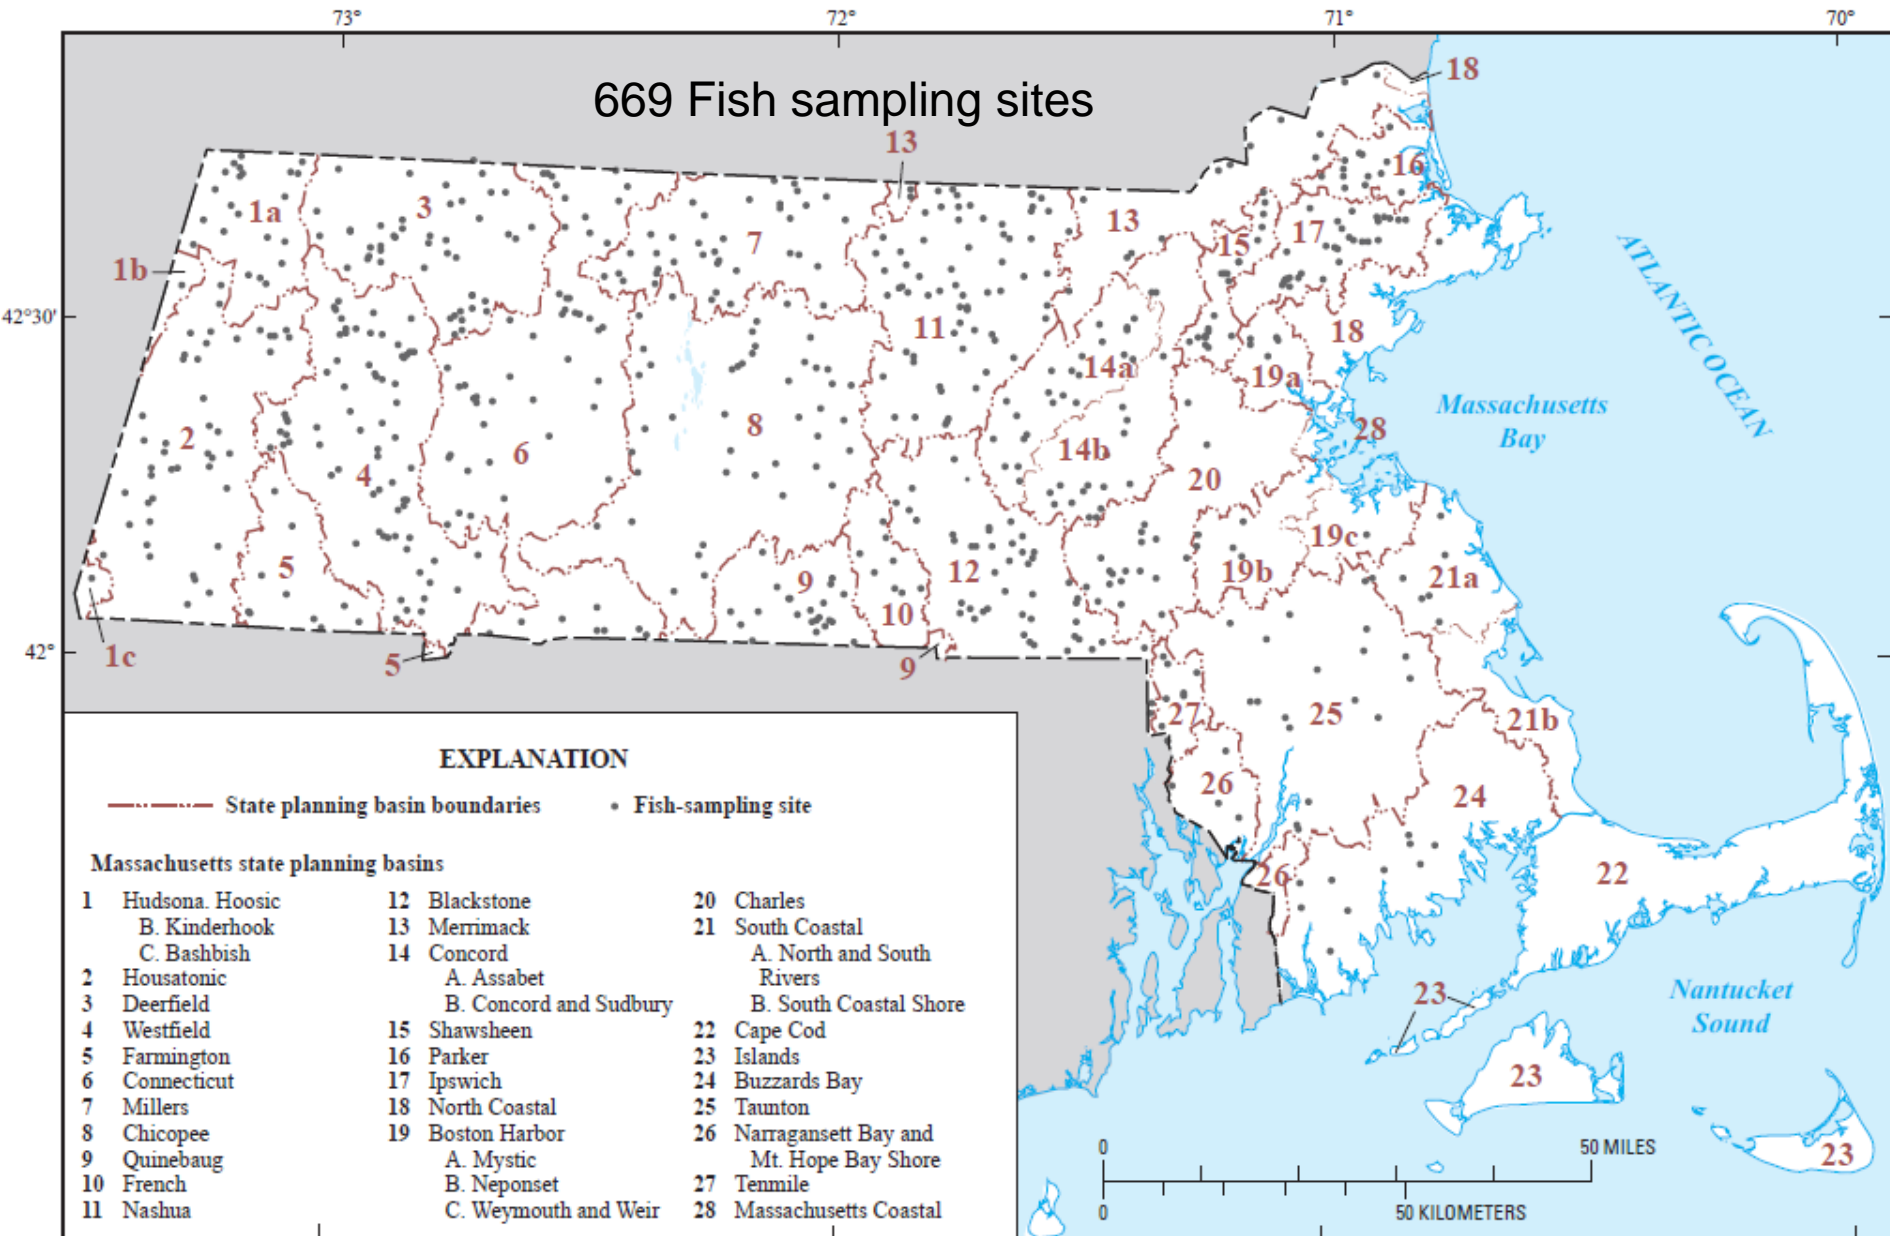 73° 72° 71° 70°
669 Fish sampling sites
18
13
16
1a 3 13
7 15 17
1b
42°30'
11 18
14a 19a
ATLANTIC OCEAN
Massachusetts
Bay
2 8 28
4 6 14b 20
19c
5 9 12 19b 21a
10
1c 5 9
42°
27 25 21b
26 24
26 22
23
Nantucket
Sound
23
23
EXPLANATION
State planning basin boundaries Fish-sampling site
Massachusetts state planning basins
1 Hudsona. Hoosic
B. Kinderhook
C. Bashbish
2 Housatonic
3 Deerfield
4 Westfield
5 Farmington
6 Connecticut
7 Millers
8 Chicopee
9 Quinebaug
10 French
11 Nashua
12 Blackstone
13 Merrimack
14 Concord
A. Assabet
B. Concord and Sudbury
15 Shawsheen
16 Parker
17 Ipswich
18 North Coastal
19 Boston Harbor
A. Mystic
B. Neponset
C. Weymouth and Weir
20 Charles
21 South Coastal
A. North and South
Rivers
B. South Coastal Shore
22 Cape Cod
23 Islands
24 Buzzards Bay
25 Taunton
26 Narragansett Bay and
Mt. Hope Bay Shore
27 Tenmile
28 Massachusetts Coastal
0 50 MILES
0 50 KILOMETERS